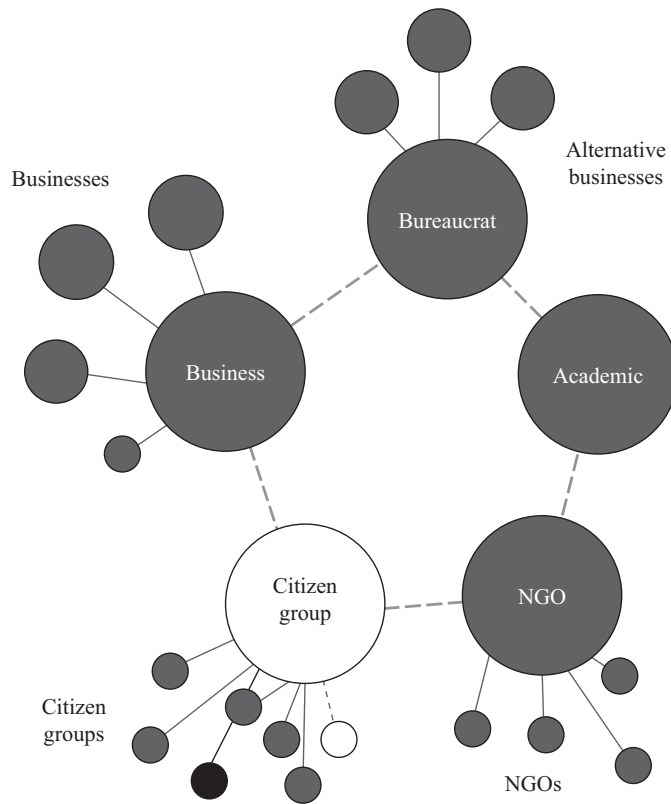 Alternative
businesses
Businesses
Bureaucrat
Business
Academic
Citizen
group
NGO
Citizen
groups
NGOs